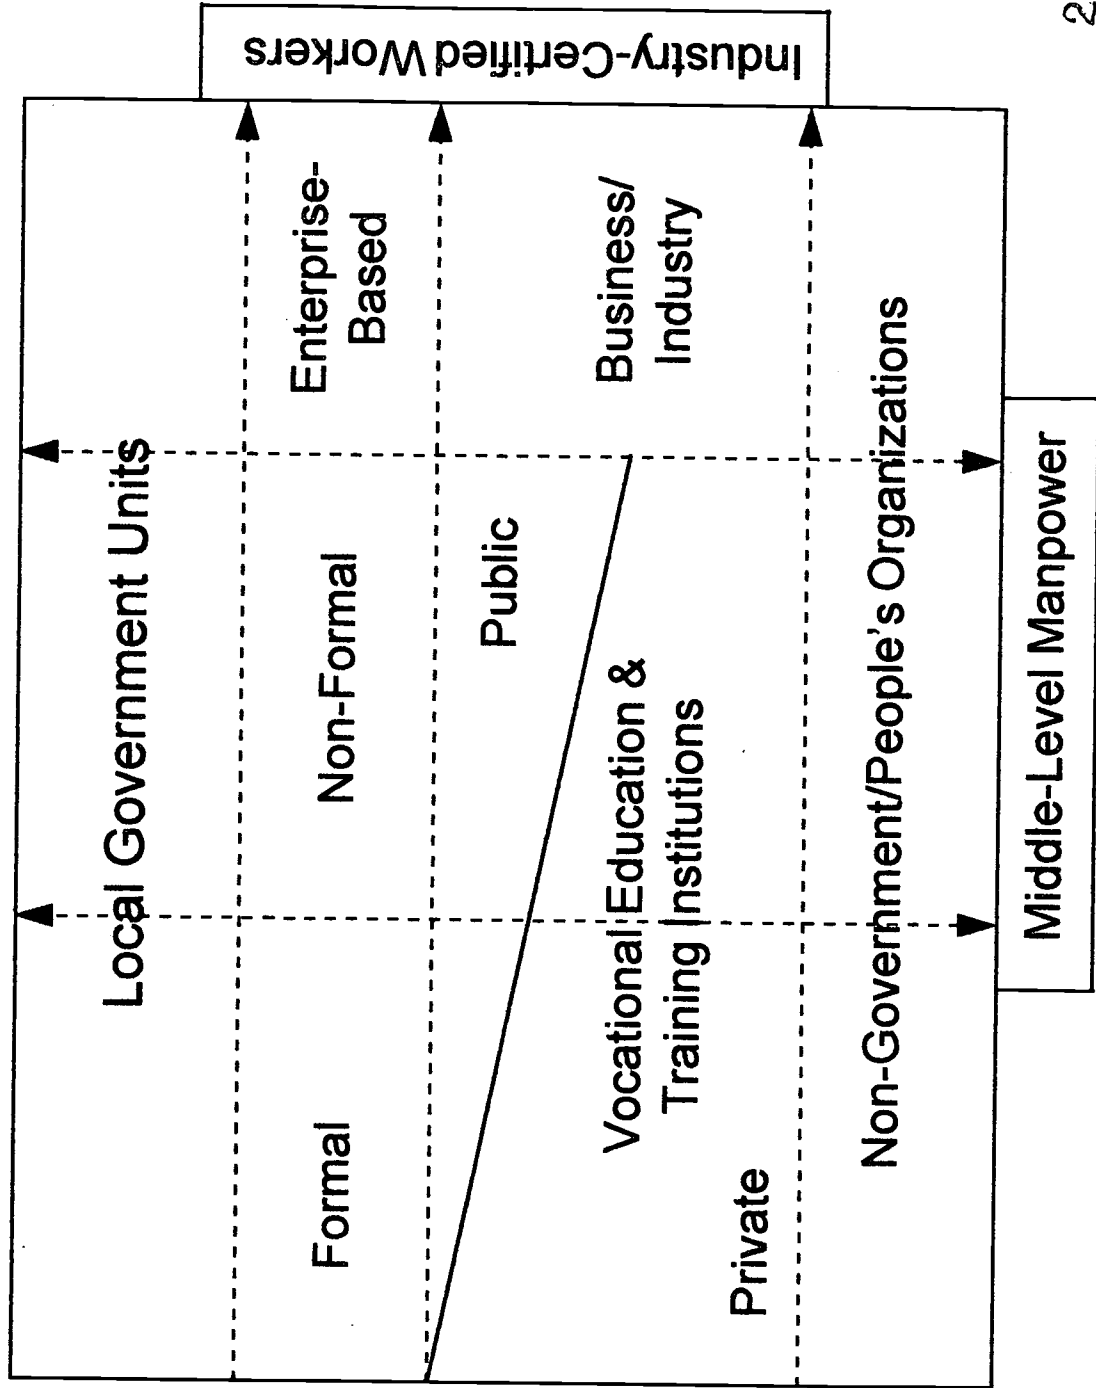 Local Government Units
Formal
Non-Formal
Enterprise-
Based
Public
Vocational Education &
Training Institutions
Business/
Industry
Private
Non-Government/People's Organizations
Middle-Level Manpower
Industry-Certified Workers
2